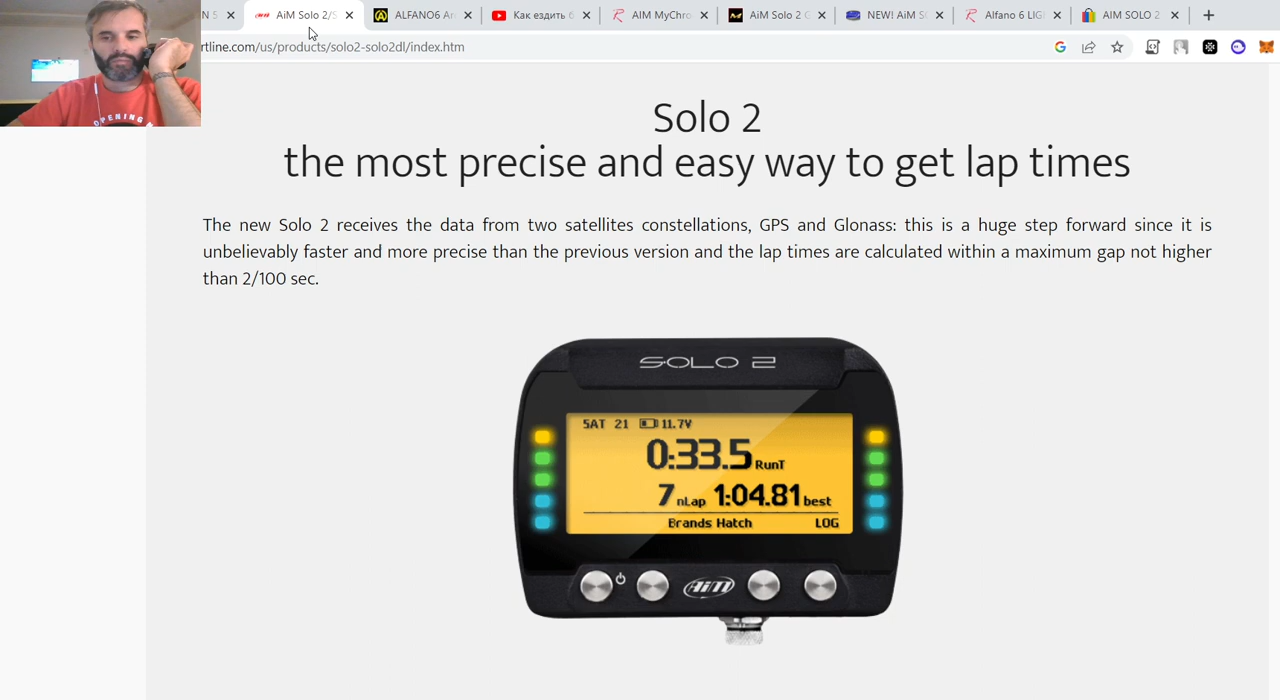 N 5
AiM Solo 2/S
ALFANO6 Ar
Как ездить б
AIM MyChro
AiM Solo 2 G
NEW! AiM S
Alfano 6 LIG
AIM SOLO 2
rtline.com/us/products/solo2-solo2dl/index.htm
OPENING
Solo 2
the most precise and easy way to get lap times
The new Solo 2 receives the data from two satellites constellations, GPS and Glonass: this is a huge step forward since it is
unbelievably faster and more precise than the previous version and the lap times are calculated within a maximum gap not higher
than 2/100 sec.
SOLO 2
SAT 21 11.7V
0:33.5 RunT
7 nLap 1:04.81 best
Brands Hatch LOG
AiM